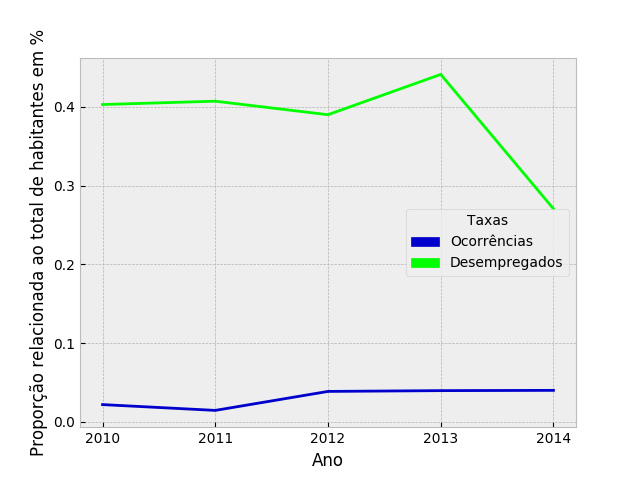 Proporção relacionada ao total de habitantes em %
0.4
0.3
0.2
0.1
0.0
Taxas
Ocorrências
Desempregados
2010 2011 2012 2013 2014
Ano